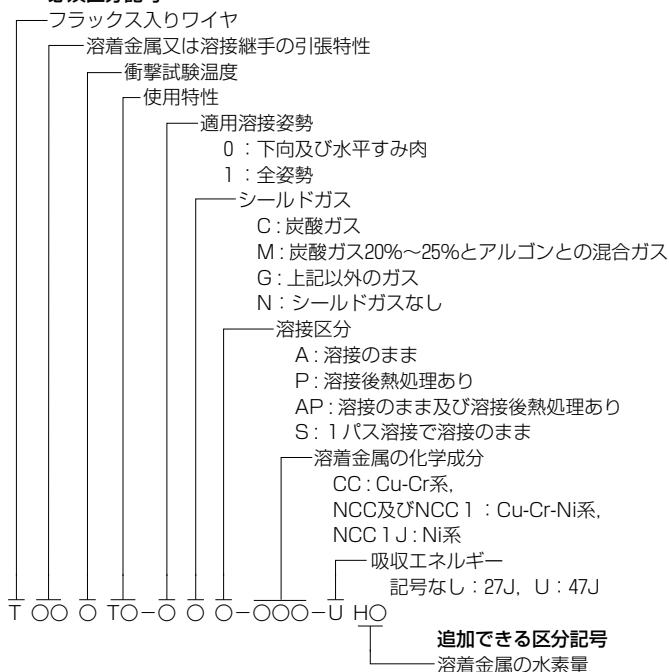 必須区分記号
フラックス入りワイヤ
溶着金属又は溶接継手の引張特性
衝撃試験温度
使用特性
適用溶接姿勢
0 : 下向及び水平すみ肉
1 : 全姿勢
シールドガス
C : 炭酸ガス
M : 炭酸ガス20%～25%とアルゴンとの混合ガス
G : 上記以外のガス
N : シールドガスなし
溶接区分
A : 溶接のまま
P : 溶接後熱処理あり
AP : 溶接のまま及び溶接後熱処理あり
S : 1パス溶接で溶接のまま
溶着金属の化学成分
CC : Cu-Cr系,
NCC及びNCC1 : Cu-Cr-Ni系,
NCC1J : Ni系
吸収エネルギー
記号なし : 27J, U : 47J
T ○○ ○ T○-○ ○ ○-○○○-U H○
追加できる区分記号
溶着金属の水素量